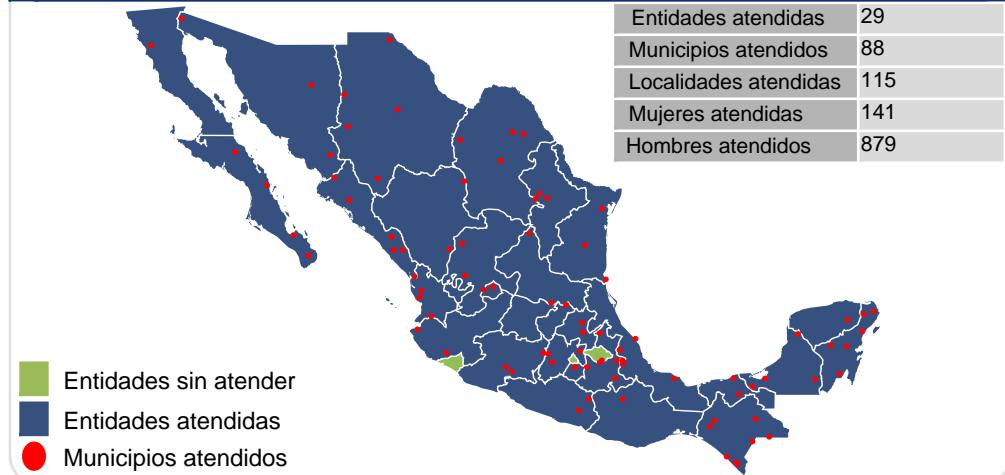 Entidades atendidas 29
Municipios atendidos 88
Localidades atendidas 115
Mujeres atendidas 141
Hombres atendidos 879
Entidades sin atender
Entidades atendidas
Municipios atendidos